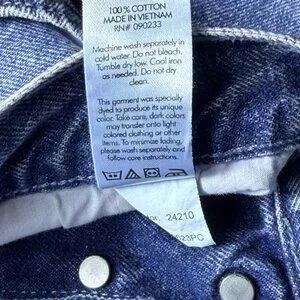 100% COTTON
MADE IN VIETNAM
RN# 090233
Machine wash separately in
cold water. Do not bleach.
Tumble dry low. Cool iron
as needed. Do not dry
clean.
This garment was specially
dyed to produce its unique
color. Take care, dark colors
may transfer onto light
colored clothing or other
items. To minimize fading,
please wash separately and
follow care instructions.
24210
023PC